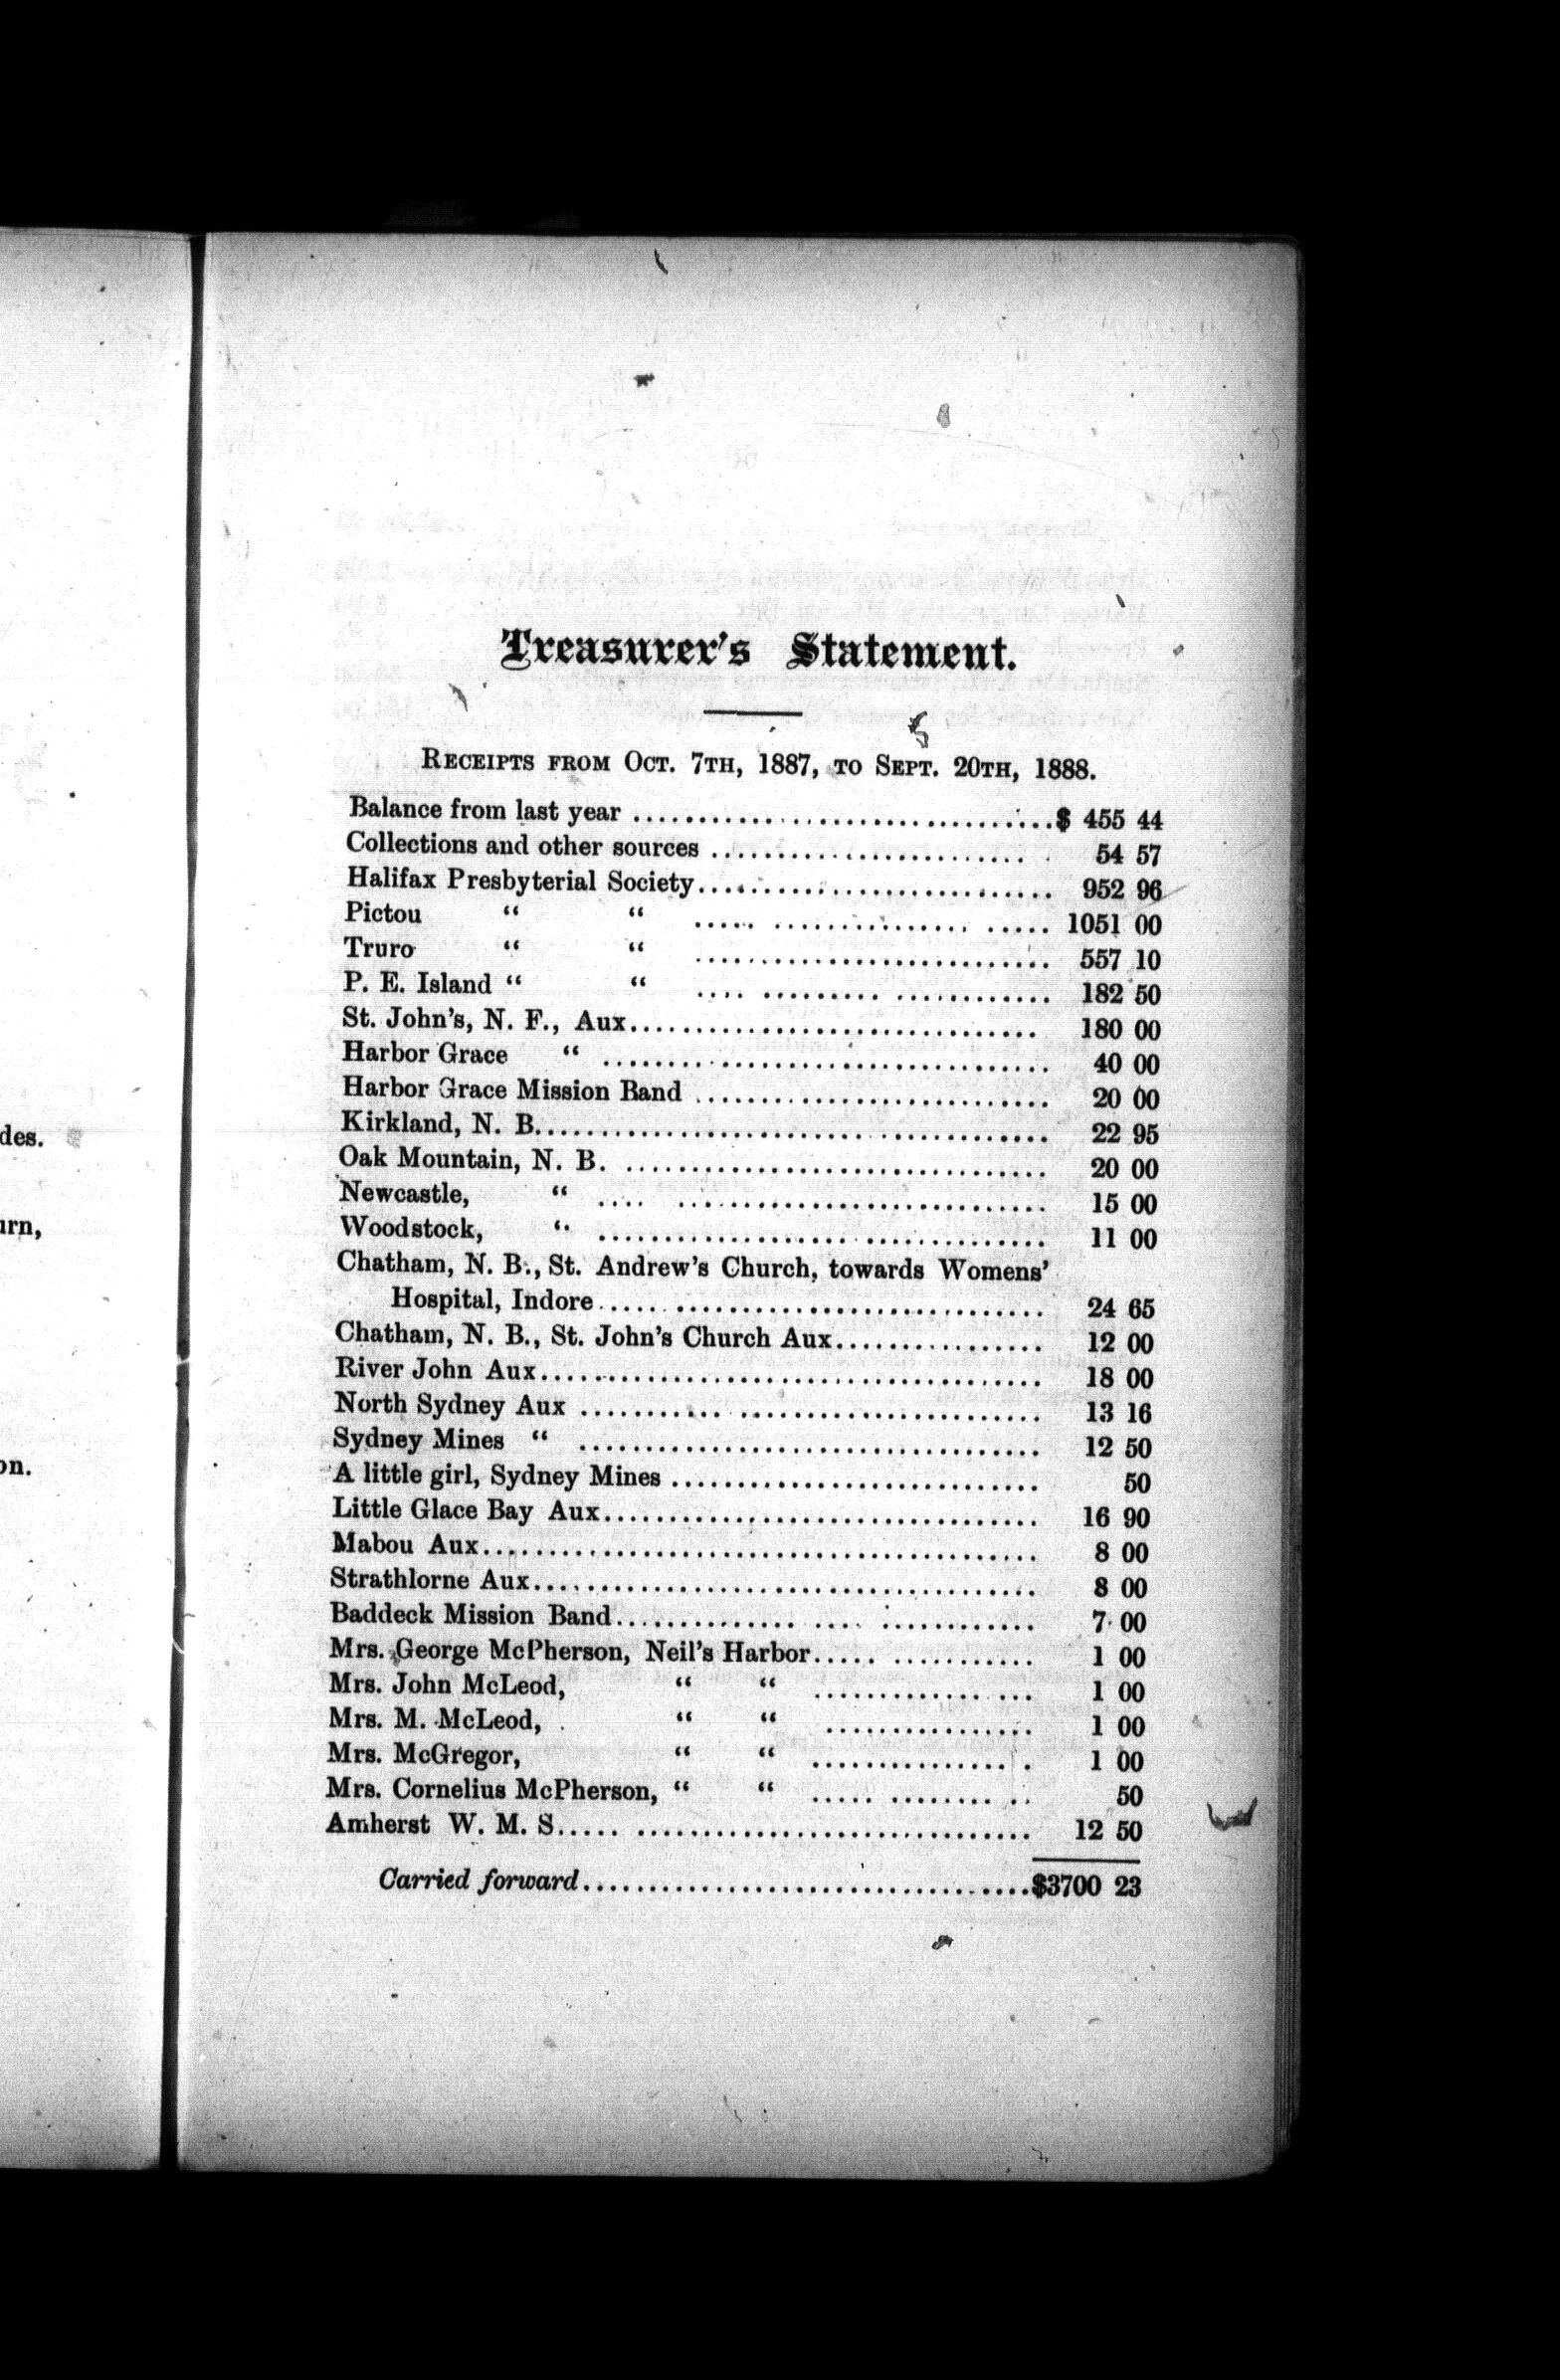 des.
urn,
on.
Treasurer's Statement.
RECEIPTS FROM OCT. 7TH, 1887, TO SEPT. 20TH, 1888.
Balance from last year ................................$ 455 44
Collections and other sources ........................ 54 57
Halifax Presbyterial Society........................... 952 96
Pictou " " ..... ............... ..... 1051 00
Truro " " ........................... 557 10
P. E. Island " " .... ......... ............ 182 50
St. John's, N. F., Aux............................... 180 00
Harbor Grace " .................................. 40 00
Harbor Grace Mission Band ........................... 20 00
Kirkland, N. B....................................... 22 95
Oak Mountain, N. B. ................................ 20 00
Newcastle, " .... ............................ 15 00
Woodstock, " .................................. 11 00
Chatham, N. B., St. Andrew's Church, towards Womens'
Hospital, Indore..... ............................ 24 65
Chatham, N. B., St. John's Church Aux................ 12 00
River John Aux...................................... 18 00
North Sydney Aux .......... ....................... 13 16
Sydney Mines " ................................... 12 50
A little girl, Sydney Mines ............................ 50
Little Glace Bay Aux................................. 16 90
Mabou Aux.......................................... 8 00
Strathlorne Aux...................................... 8 00
Baddeck Mission Band.............. .... ............ 7 00
Mrs. George McPherson, Neil's Harbor..... ........... 1 00
Mrs. John McLeod, " " ............. ... 1 00
Mrs. M. McLeod, " " ................ 1 00
Mrs. McGregor, " " ............... . 1 00
Mrs. Cornelius McPherson, " " ..... ........ .. 50
Amherst W. M. S..... .............................. 12 50
Carried forward..................................$3700 23